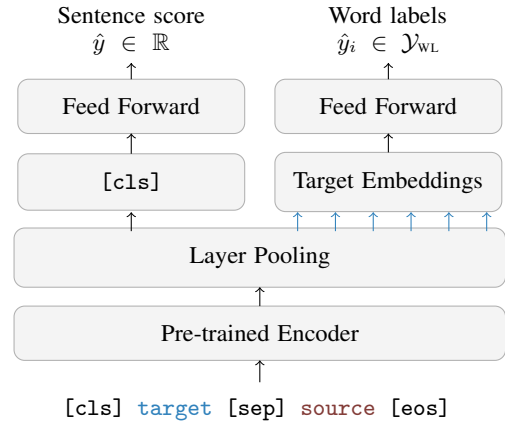 Sentence score
ŷ ∈ ℝ
Word labels
ŷᵢ ∈ 𝒴_WL
Feed Forward
Feed Forward
[cls]
Target Embeddings
Layer Pooling
Pre-trained Encoder
[cls] target [sep] source [eos]